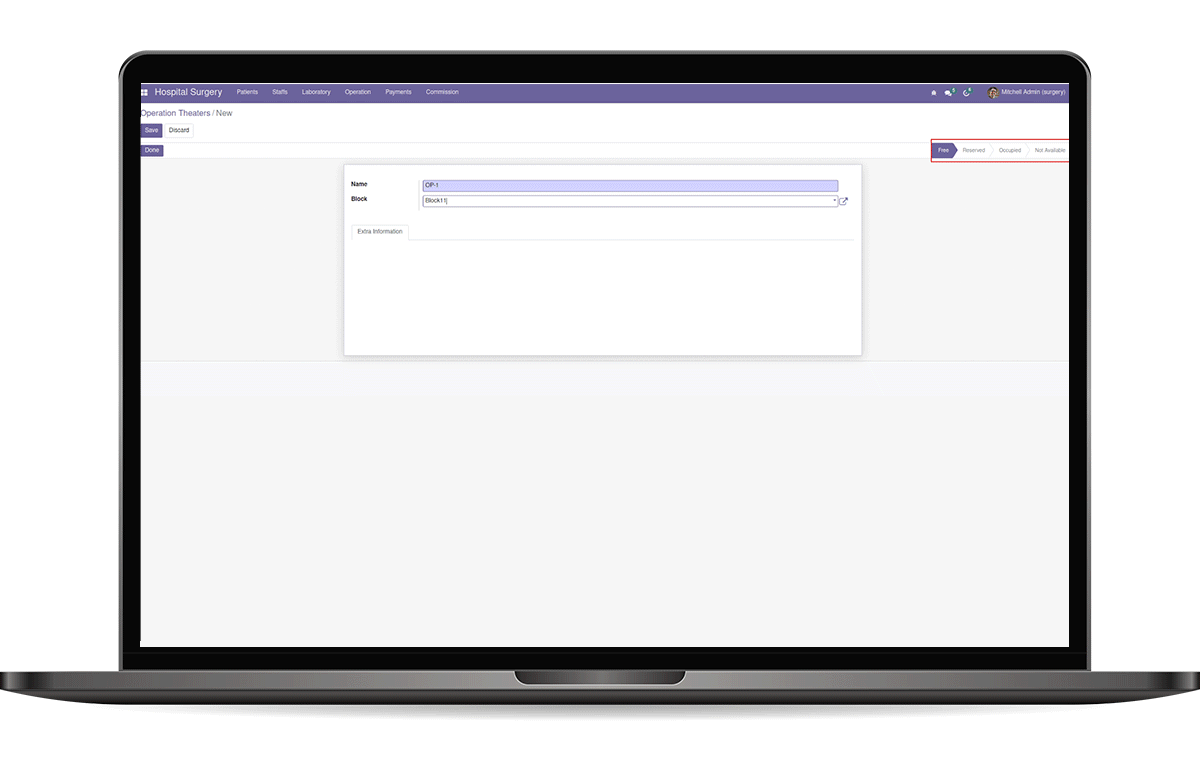 Hospital Surgery Patients Staffs Laboratory Operation Payments Commission Mitchell Admin (surgery)
Operation Theaters / New
Save Discard
Done Free Reserved Occupied Not Available
Name OP-1
Block Block11
Extra Information